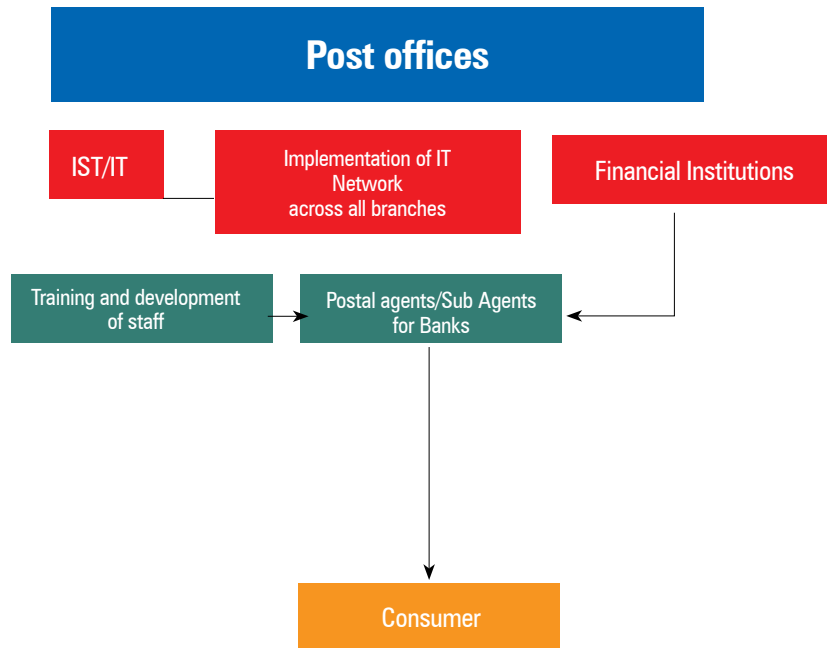 Post offices
IST/IT
Implementation of IT
Network
across all branches
Financial Institutions
Training and development
of staff
Postal agents/Sub Agents
for Banks
Consumer